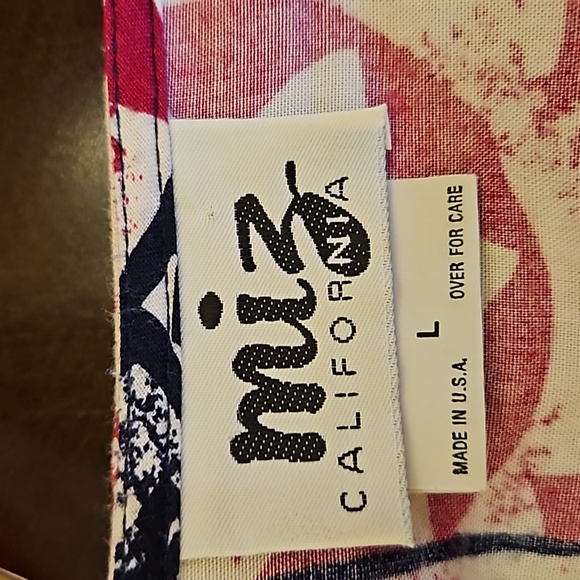 miz
CALIFORNIA
L
MADE IN U.S.A. OVER FOR CARE